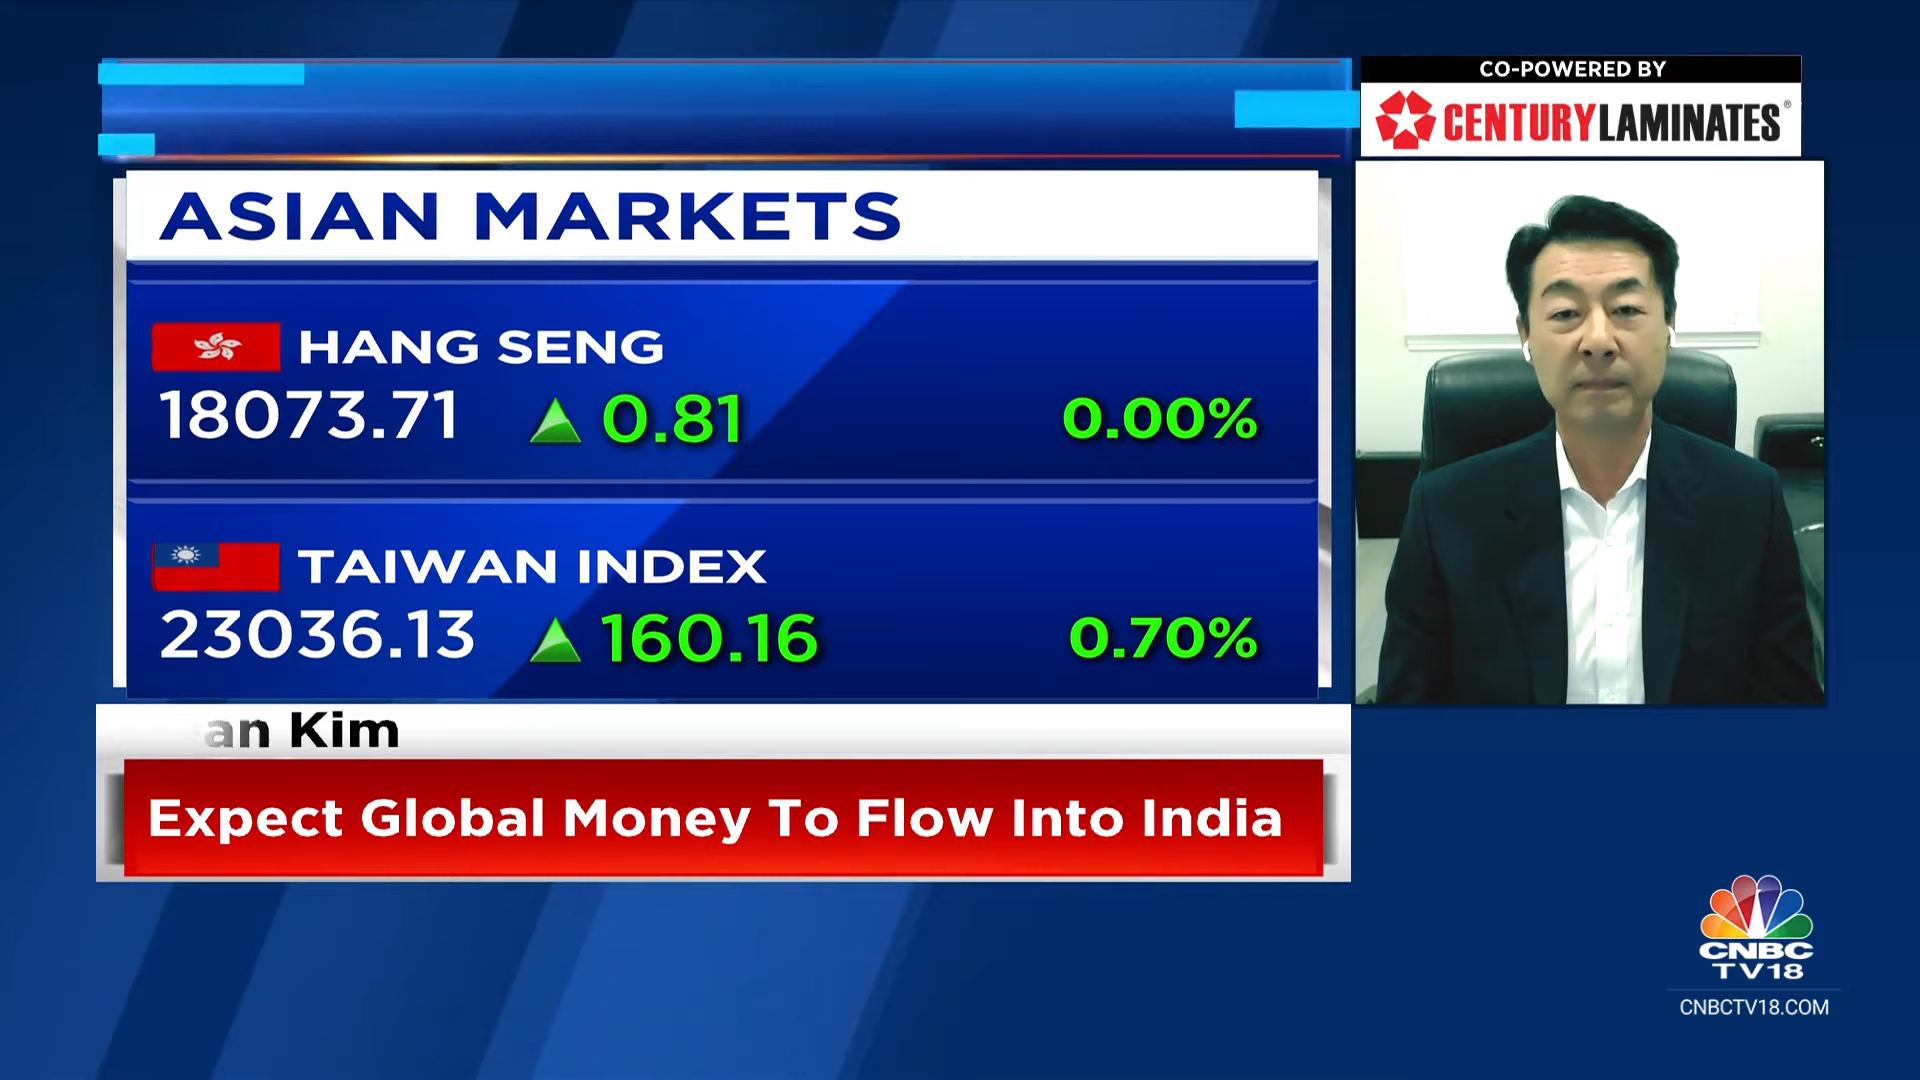 CO-POWERED BY
CENTURYLAMINATES®
ASIAN MARKETS
HANG SENG
18073.71 ▲ 0.81 0.00%
TAIWAN INDEX
23036.13 ▲ 160.16 0.70%
an Kim
Expect Global Money To Flow Into India
CNBC
TV18
CNBCTV18.COM